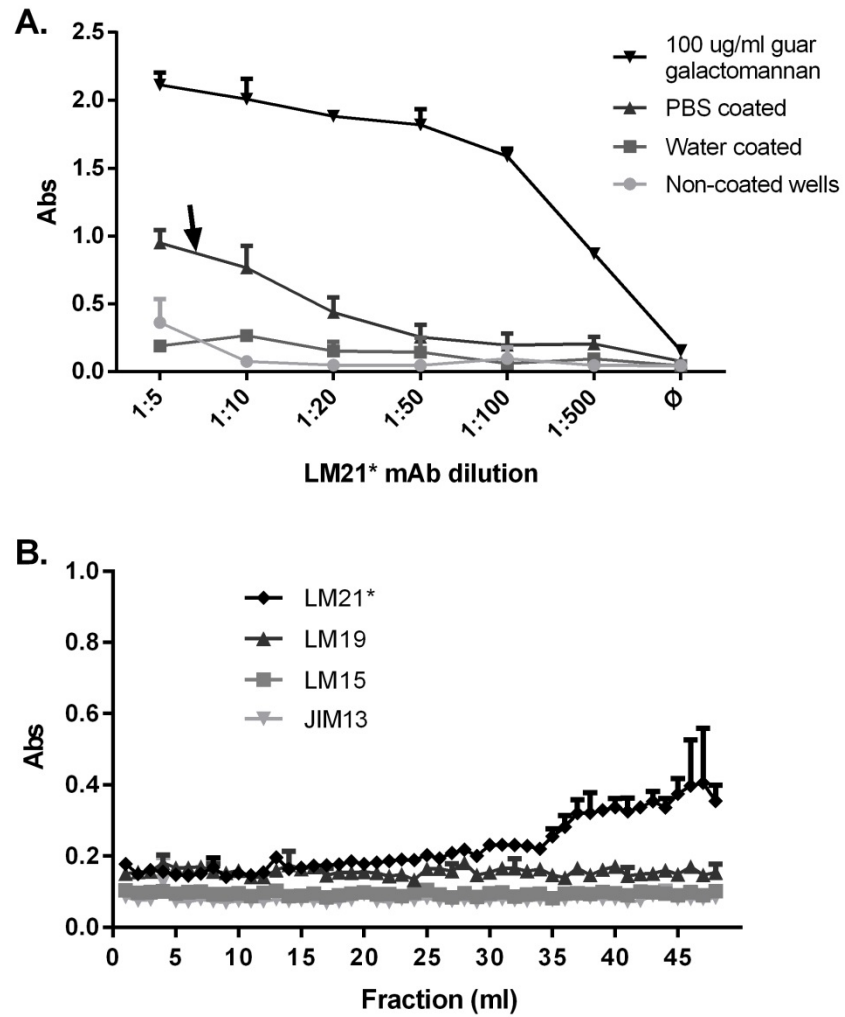 A.
2.5
2.0
1.5
1.0
0.5
0.0
Abs
100 ug/ml guar
galactomannan
PBS coated
Water coated
Non-coated wells
1:5
1:10
1:20
1:50
1:100
1:500
Ø
LM21* mAb dilution
B.
1.0
0.8
0.6
0.4
0.2
0.0
Abs
LM21*
LM19
LM15
JIM13
0 5 10 15 20 25 30 35 40 45
Fraction (ml)